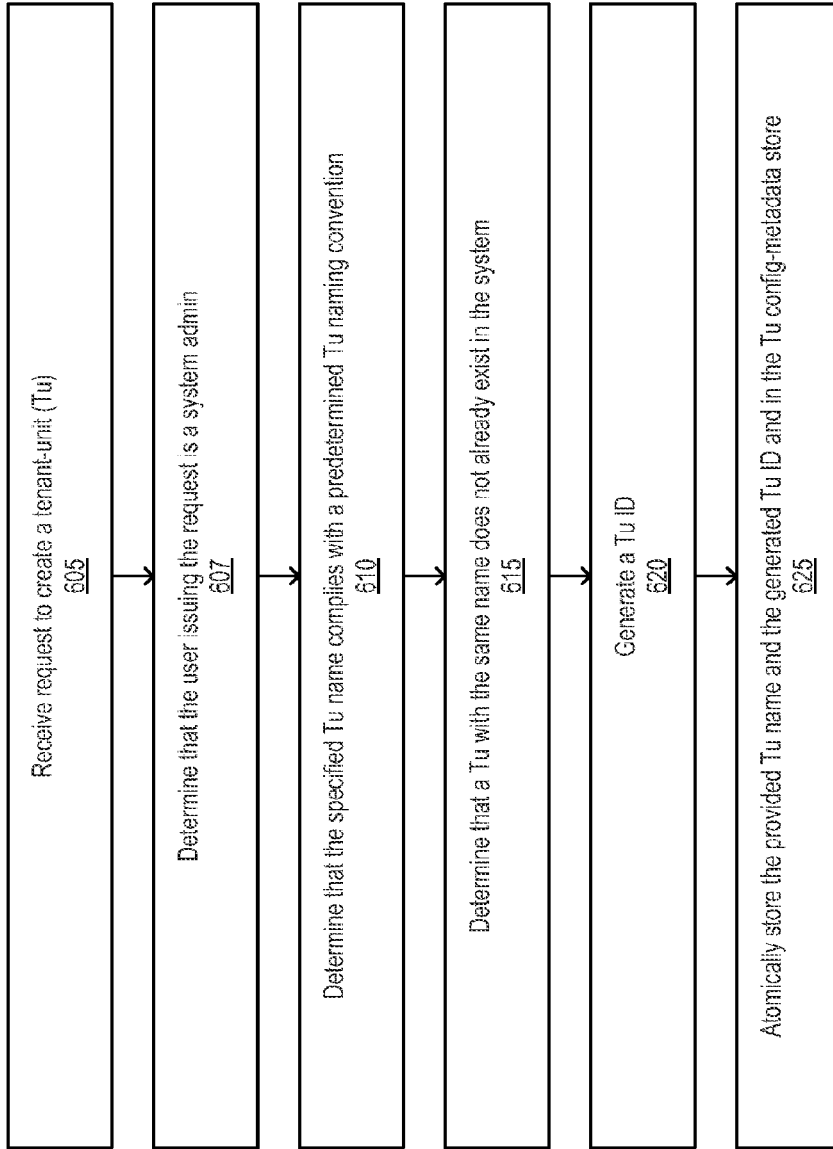 Receive request to create a tenant-unit (Tu)
605
Determine that the user issuing the request is a system admin
607
Determine that the specified Tu name complies with a predetermined Tu naming convention
610
Determine that a Tu with the same name does not already exist in the system
615
Generate a Tu ID
620
Atomically store the provided Tu name and the generated Tu ID and in the Tu config-metadata store
625